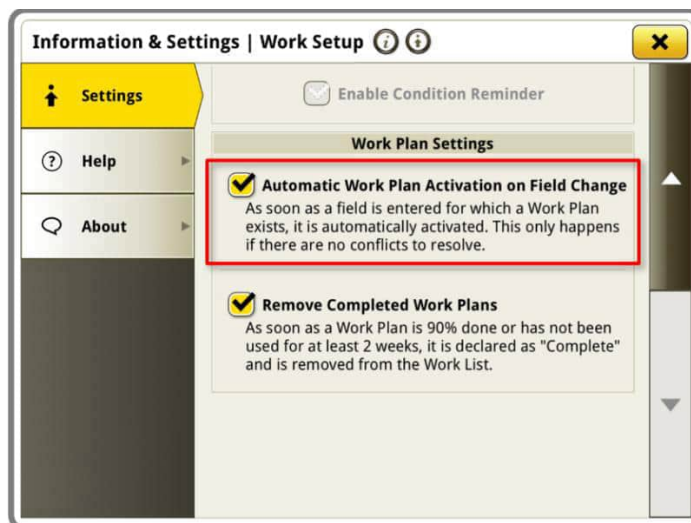 Information & Settings | Work Setup
Settings
Help
About
Enable Condition Reminder
Work Plan Settings
Automatic Work Plan Activation on Field Change
As soon as a field is entered for which a Work Plan
exists, it is automatically activated. This only happens
if there are no conflicts to resolve.
Remove Completed Work Plans
As soon as a Work Plan is 90% done or has not been
used for at least 2 weeks, it is declared as "Complete"
and is removed from the Work List.